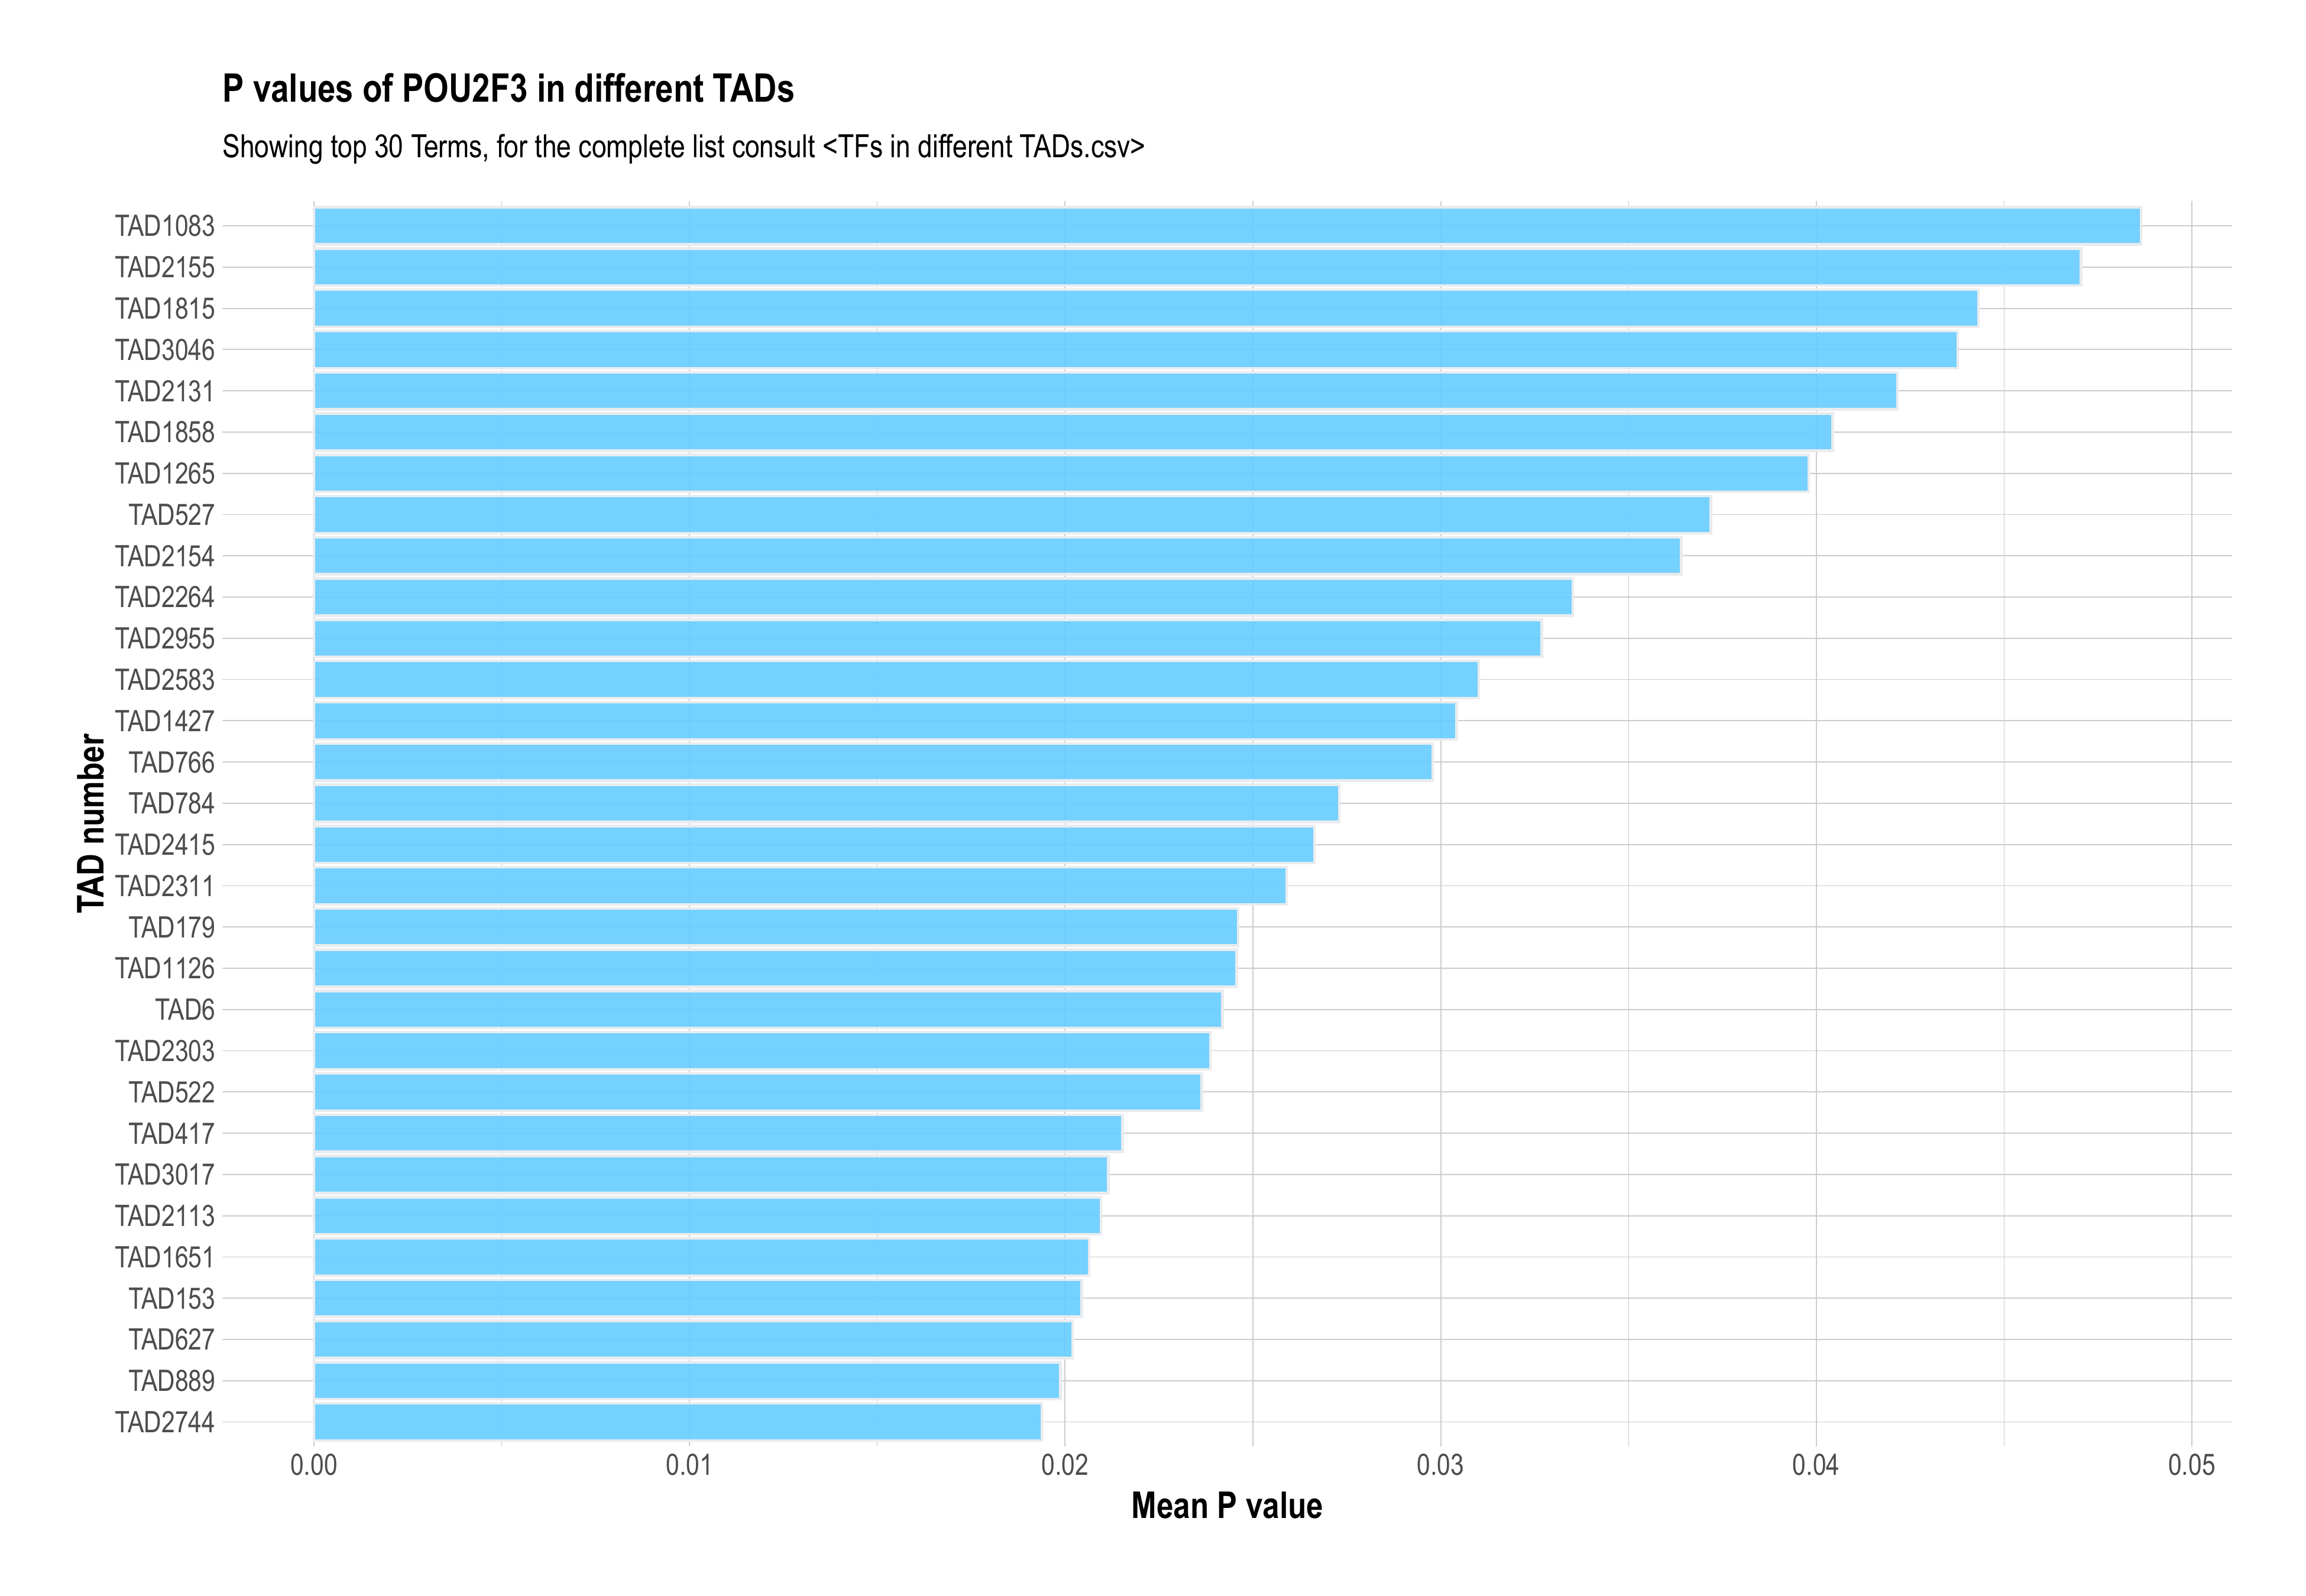 P values of POU2F3 in different TADs
Showing top 30 Terms, for the complete list consult <TFs in different TADs.csv>
TAD number
TAD1083
TAD2155
TAD1815
TAD3046
TAD2131
TAD1858
TAD1265
TAD527
TAD2154
TAD2264
TAD2955
TAD2583
TAD1427
TAD766
TAD784
TAD2415
TAD2311
TAD179
TAD1126
TAD6
TAD2303
TAD522
TAD417
TAD3017
TAD2113
TAD1651
TAD153
TAD627
TAD889
TAD2744
0.00 0.01 0.02 0.03 0.04 0.05
Mean P value